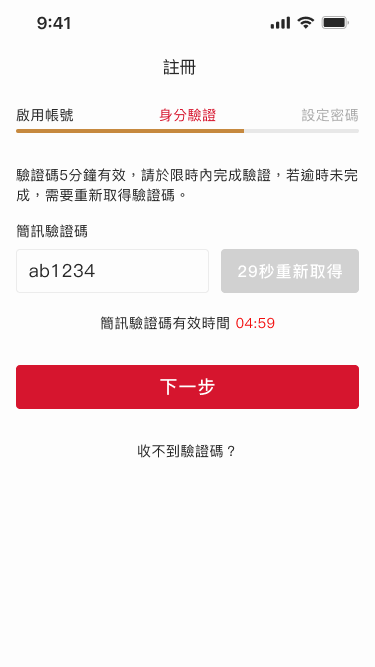 9:41
註冊
啟用帳號 身分驗證 設定密碼
驗證碼5分鐘有效，請於限時內完成驗證，若逾時未完
成，需要重新取得驗證碼。
簡訊驗證碼
ab1234 29秒重新取得
簡訊驗證碼有效時間 04:59
下一步
收不到驗證碼？